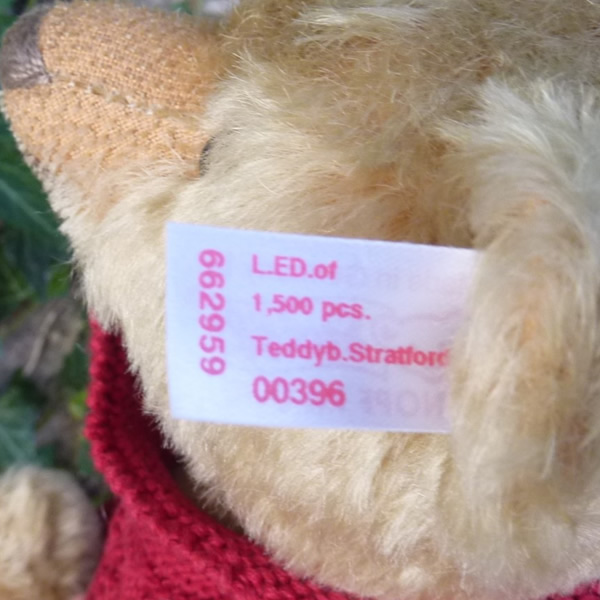 662959
L.ED.of
1,500 pcs.
Teddyb.Stratford
00396